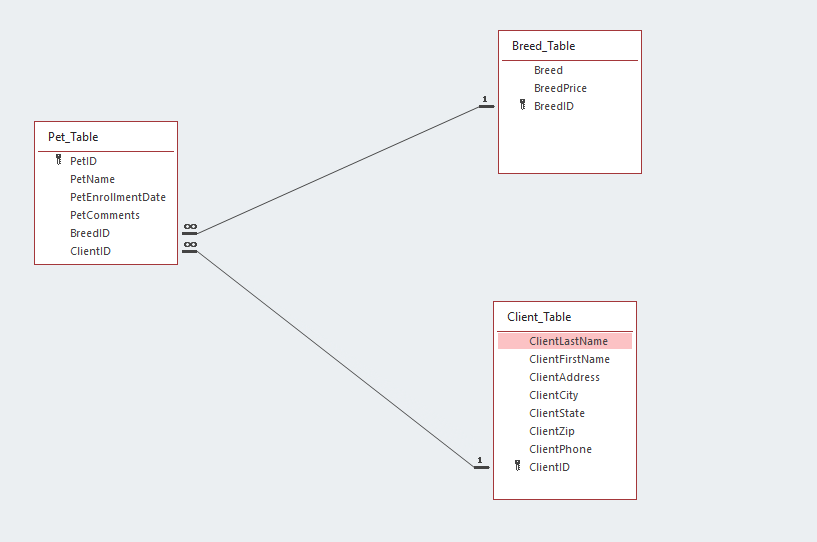 Breed_Table
Breed
BreedPrice
1
BreedID
Pet_Table
PetID
PetName
PetEnrollmentDate
PetComments
BreedID
∞
ClientID
∞
Client_Table
ClientLastName
ClientFirstName
ClientAddress
ClientCity
ClientState
ClientZip
ClientPhone
1
ClientID